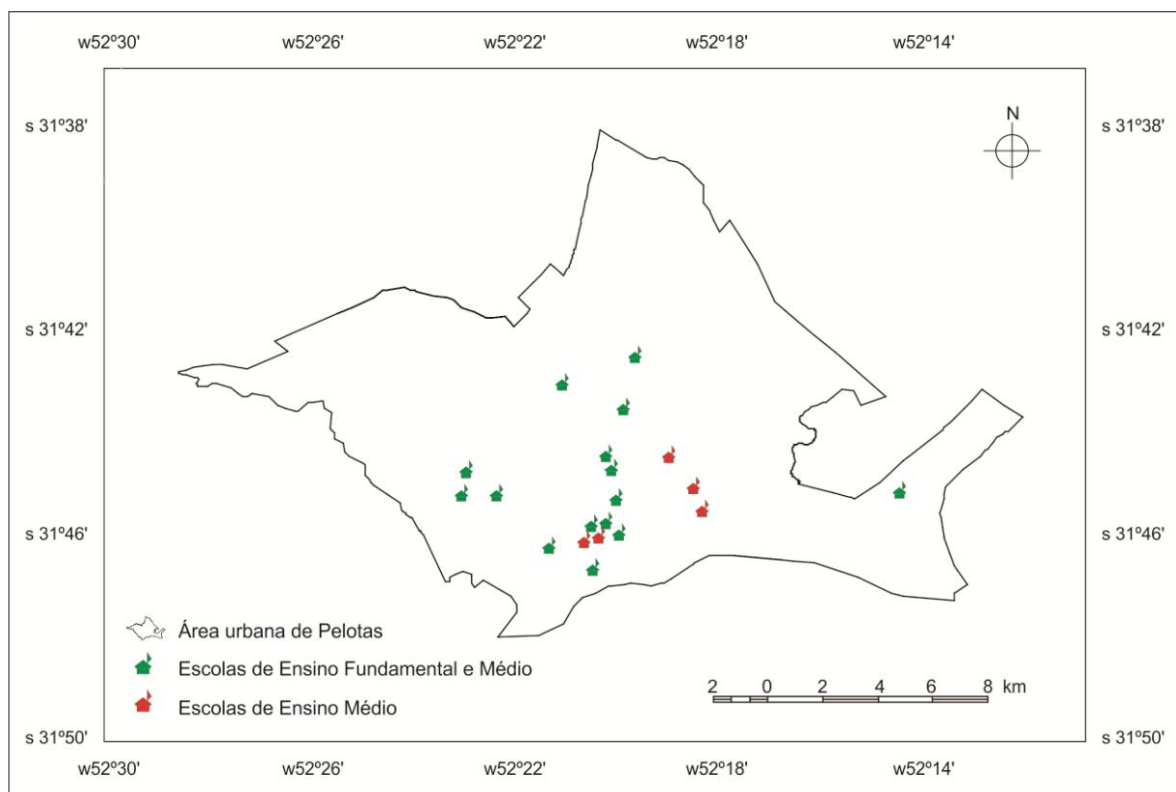 w52º30' w52º26' w52º22' w52º18' w52º14'
N
s 31º38' s 31º38'
s 31º42' s 31º42'
s 31º46' s 31º46'
Área urbana de Pelotas
Escolas de Ensino Fundamental e Médio
2 0 2 4 6 8 km
Escolas de Ensino Médio
s 31º50' s 31º50'
w52º30' w52º26' w52º22' w52º18' w52º14'